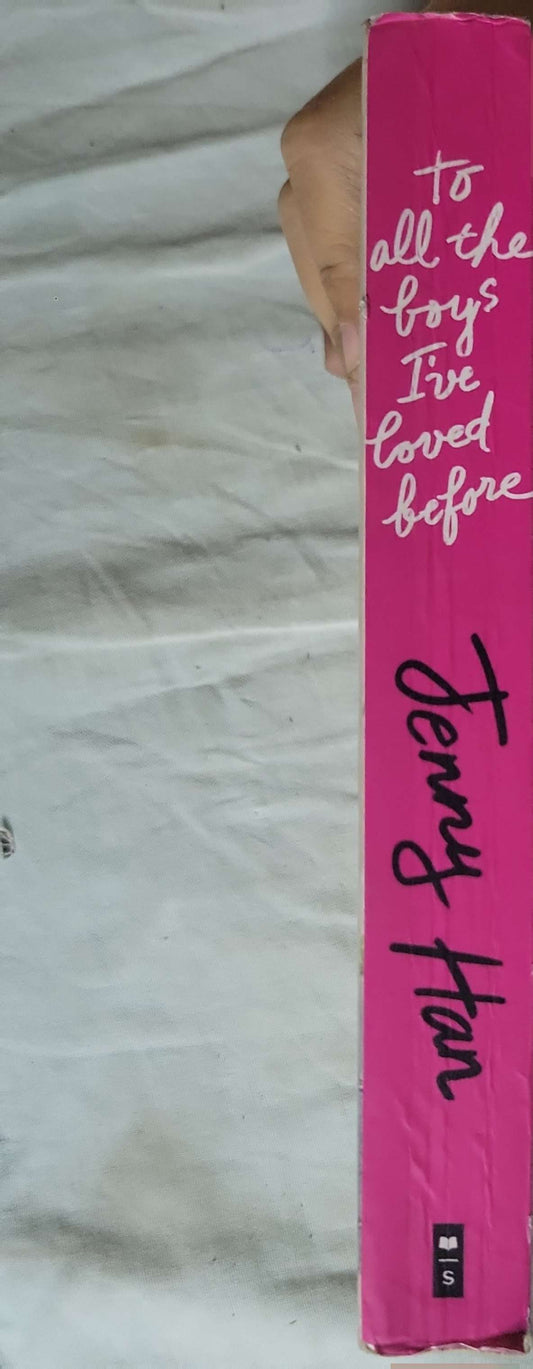 to
all the
boys
I've
loved
before
Jenny Han
S